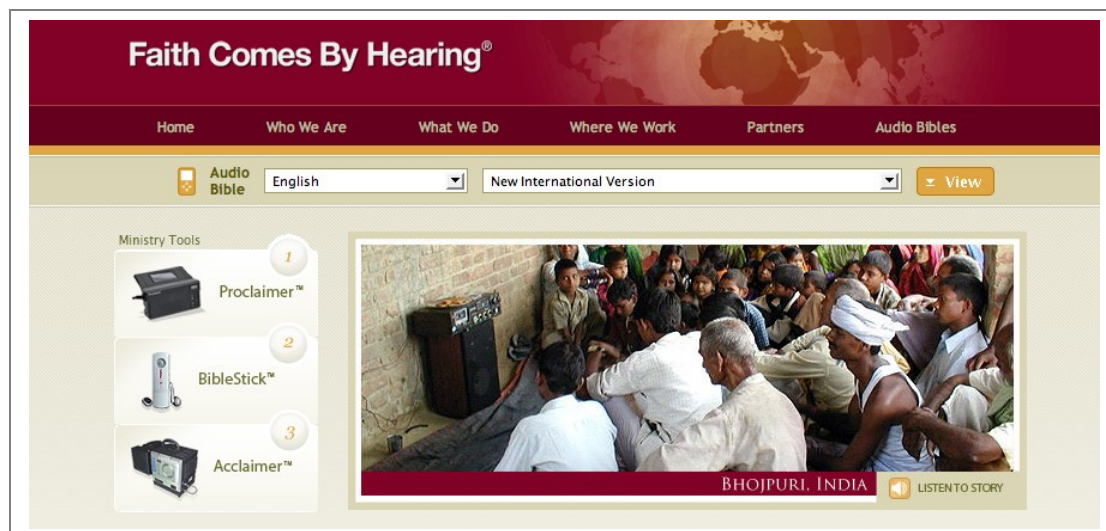 Faith Comes By Hearing®
Home Who We Are What We Do Where We Work Partners Audio Bibles
Audio Bible English New International Version View
Ministry Tools
1
Proclaimer™
2
BibleStick™
3
Acclaimer™
BHOJPURI, INDIA
LISTEN TO STORY